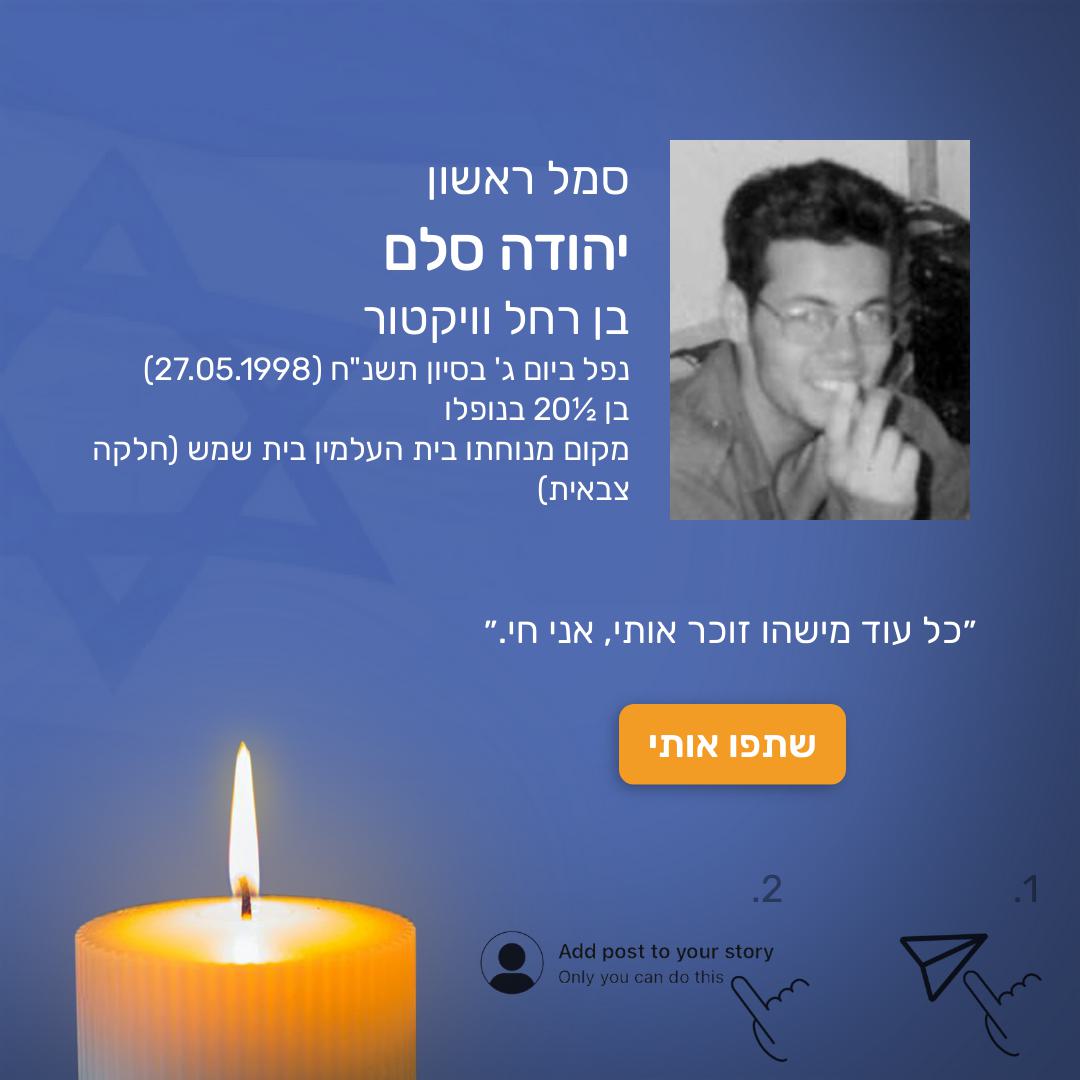 סמל ראשון
יהודה סלם
בן רחל וויקטור
נפל ביום ג' בסיון תשנ"ח (27.05.1998)
בן 20½ בנופלו
מקום מנוחתו בית העלמין בית שמש (חלקה
צבאית)
״כל עוד מישהו זוכר אותי, אני חי.״
שתפו אותי
1.
2.
Add post to your story
Only you can do this